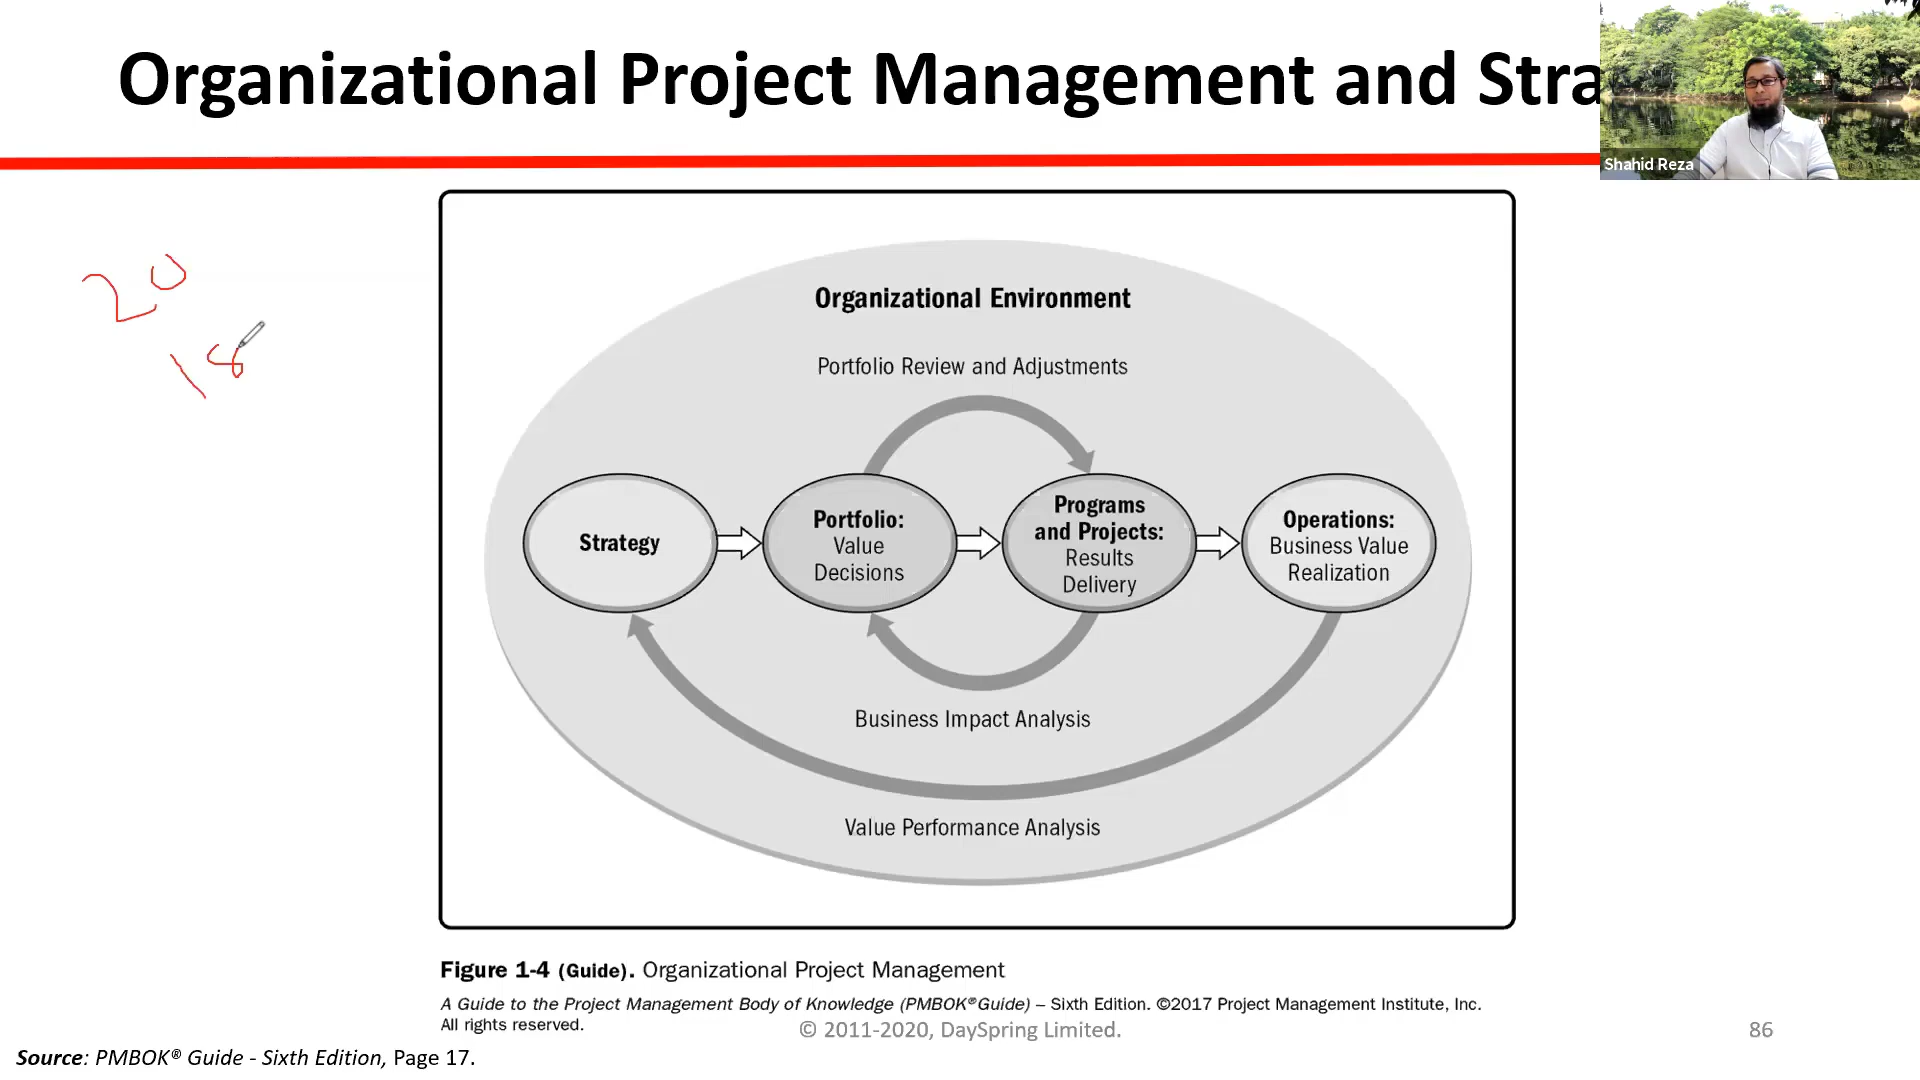 Organizational Project Management and Stra
Shahid Reza
20
18
Organizational Environment
Portfolio Review and Adjustments
Strategy
Portfolio:
Value
Decisions
Programs
and Projects:
Results
Delivery
Operations:
Business Value
Realization
Business Impact Analysis
Value Performance Analysis
Figure 1-4 (Guide). Organizational Project Management
A Guide to the Project Management Body of Knowledge (PMBOK® Guide) – Sixth Edition. ©2017 Project Management Institute, Inc.
All rights reserved.
© 2011-2020, DaySpring Limited.
86
Source: PMBOK® Guide - Sixth Edition, Page 17.